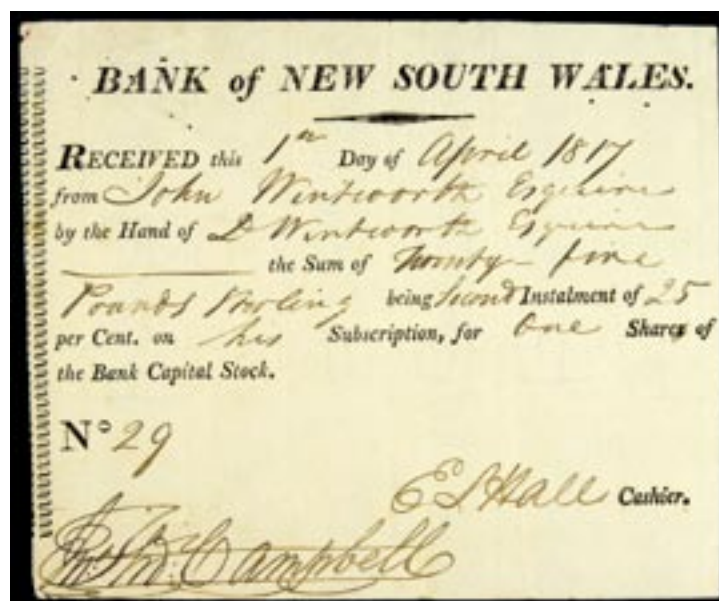 BANK of NEW SOUTH WALES.
RECEIVED this 1st Day of April 1817
from John Wentworth Esquire
by the Hand of D Wentworth Esquire
the Sum of Twenty five
Pounds Sterling being Second Instalment of 25
per Cent. on his Subscription, for One Share of
the Bank Capital Stock.
No 29
E S Hall Cashier.
Campbell